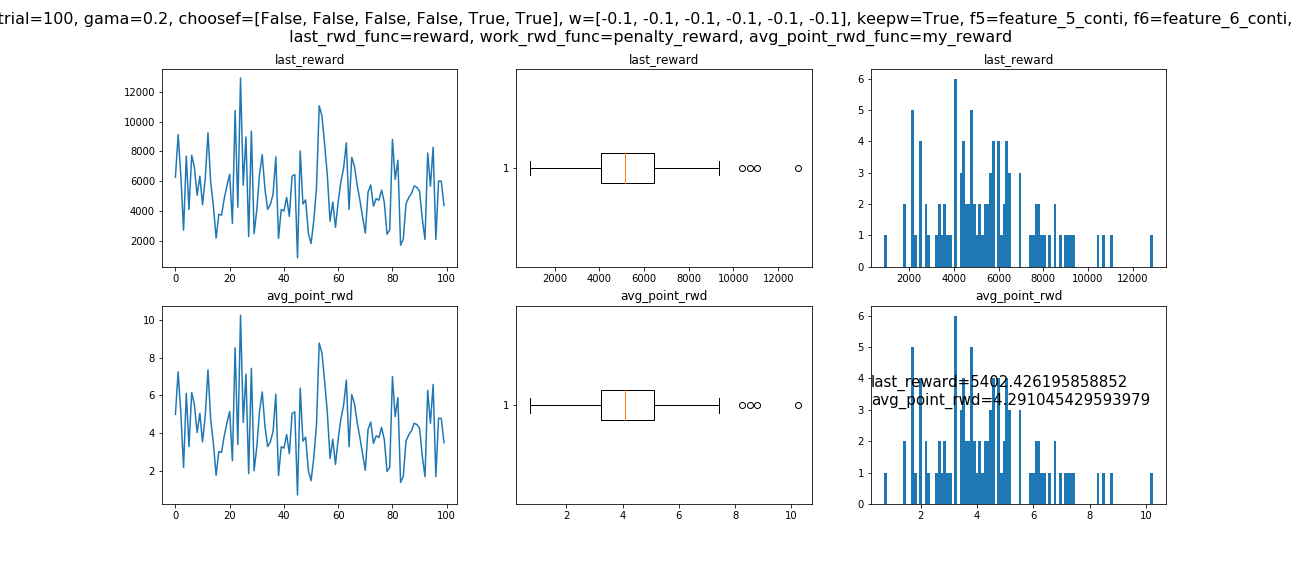 trial=100, gama=0.2, choosef=[False, False, False, False, True, True], w=[-0.1, -0.1, -0.1, -0.1, -0.1, -0.1], keepw=True, f5=feature_5_conti, f6=feature_6_conti,
last_rwd_func=reward, work_rwd_func=penalty_reward, avg_point_rwd_func=my_reward
last_reward
12000
10000
8000
6000
4000
2000
0 20 40 60 80 100
last_reward
1
2000 4000 6000 8000 10000 12000
last_reward
6
5
4
3
2
1
0
2000 4000 6000 8000 10000 12000
avg_point_rwd
10
8
6
4
2
0 20 40 60 80 100
avg_point_rwd
1
2 4 6 8 10
avg_point_rwd
6
5
4
3
2
1
0
2 4 6 8 10
last_reward=5402.426195858852
avg_point_rwd=4.291045429593979